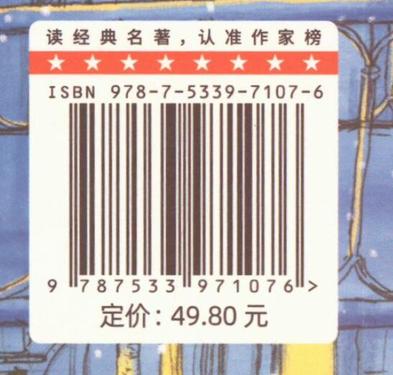 读经典名著，认准作家榜
★ ★ ★ ★ ★ ★ ★ ★
ISBN 978-7-5339-7107-6
9 787533 971076 >
定价：49.80 元